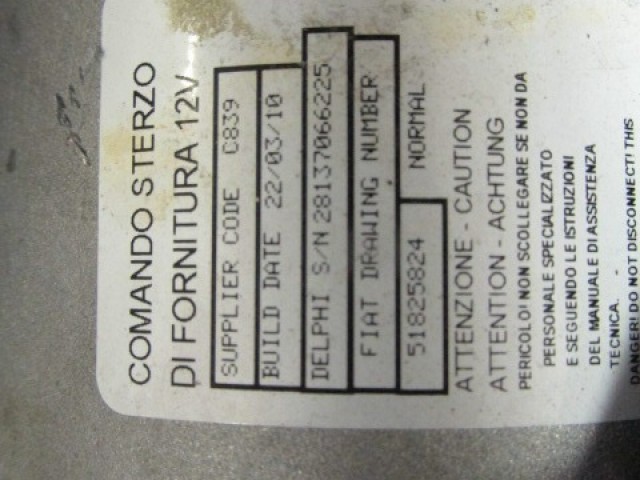 COMANDO STERZO
DI FORNITURA 12V
SUPPLIER CODE C839
BUILD DATE 22/03/10
DELPHI S/N 28137066225
FIAT DRAWING NUMBER
51825824 NORMAL
ATTENZIONE - CAUTION
ATTENTION - ACHTUNG
PERICOLO! NON SCOLLEGARE SE NON DA
PERSONALE SPECIALIZZATO
E SEGUENDO LE ISTRUZIONI
DEL MANUALE DI ASSISTENZA
TECNICA. -
DANGER! DO NOT DISCONNECT! THIS